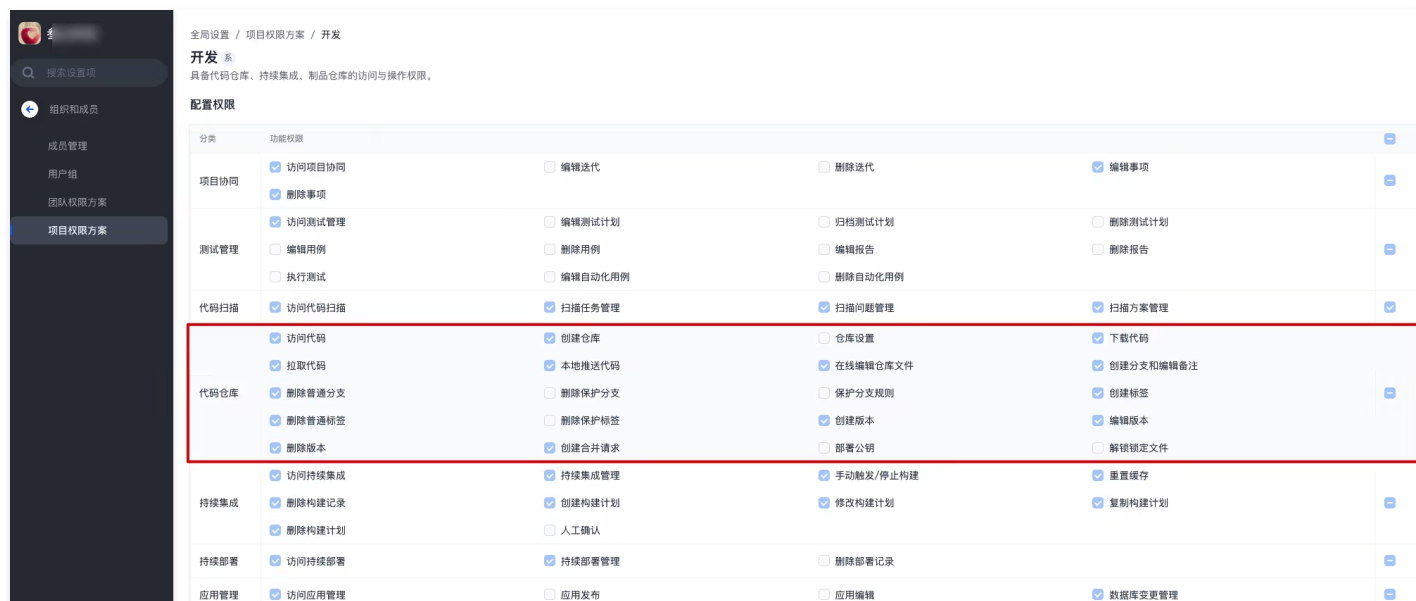 全局设置 / 项目权限方案 / 开发
开发 系
具备代码仓库、持续集成、制品仓库的访问与操作权限。
配置权限
搜索设置项
组织和成员
成员管理
用户组
团队权限方案
项目权限方案
分类 功能权限
项目协同
访问项目协同 编辑迭代 删除迭代 编辑事项
删除事项
测试管理
访问测试管理 编辑测试计划 归档测试计划 删除测试计划
编辑用例 删除用例 编辑报告 删除报告
执行测试 编辑自动化用例 删除自动化用例
代码扫描 访问代码扫描 扫描任务管理 扫描问题管理 扫描方案管理
代码仓库
访问代码 创建仓库 仓库设置 下载代码
拉取代码 本地推送代码 在线编辑仓库文件 创建分支和编辑备注
删除普通分支 删除保护分支 保护分支规则 创建标签
删除普通标签 删除保护标签 创建版本 编辑版本
删除版本 创建合并请求 部署公钥 解锁锁定文件
持续集成
访问持续集成 持续集成管理 手动触发/停止构建 重置缓存
删除构建记录 创建构建计划 修改构建计划 复制构建计划
删除构建计划 人工确认
持续部署 访问持续部署 持续部署管理 删除部署记录
应用管理 访问应用管理 应用发布 应用编辑 数据库变更管理